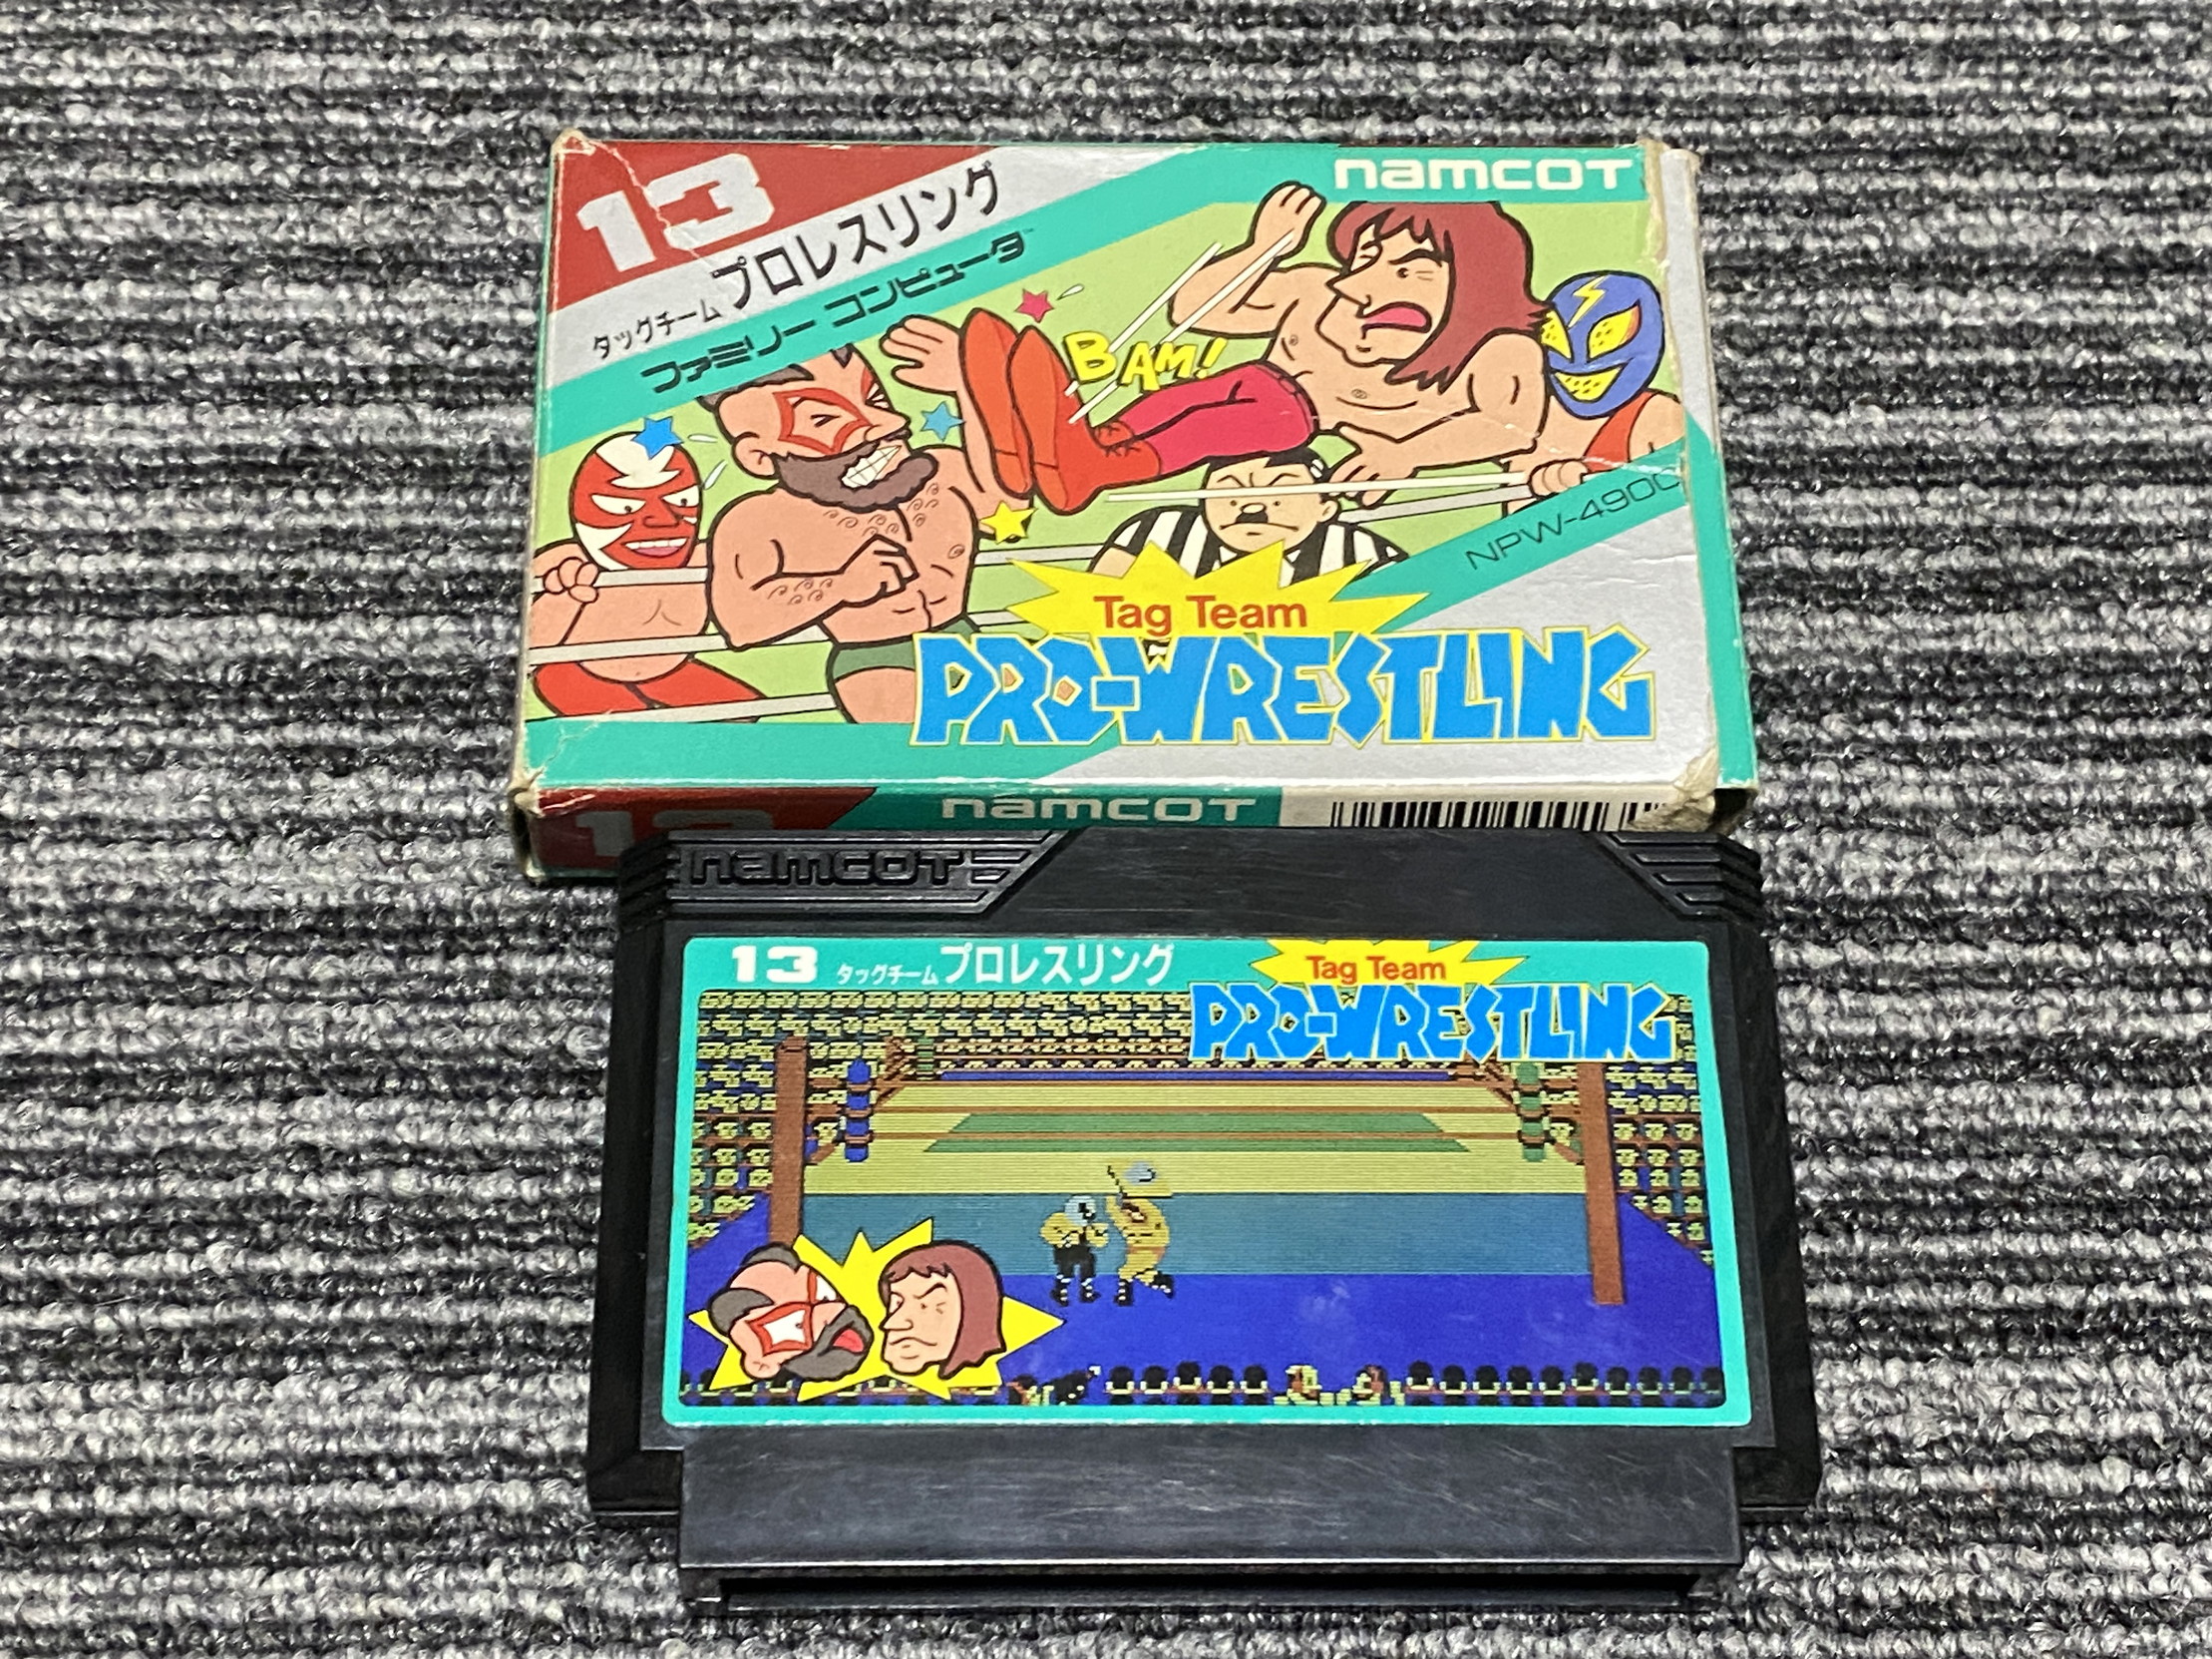 13
namcot
タッグチーム プロレスリング
ファミリー コンピュータ
BAM!
NPW-4900
Tag Team
PRO-WRESTLING
13
namcot
namcot
13 タッグチームプロレスリング
Tag Team
PRO-WRESTLING